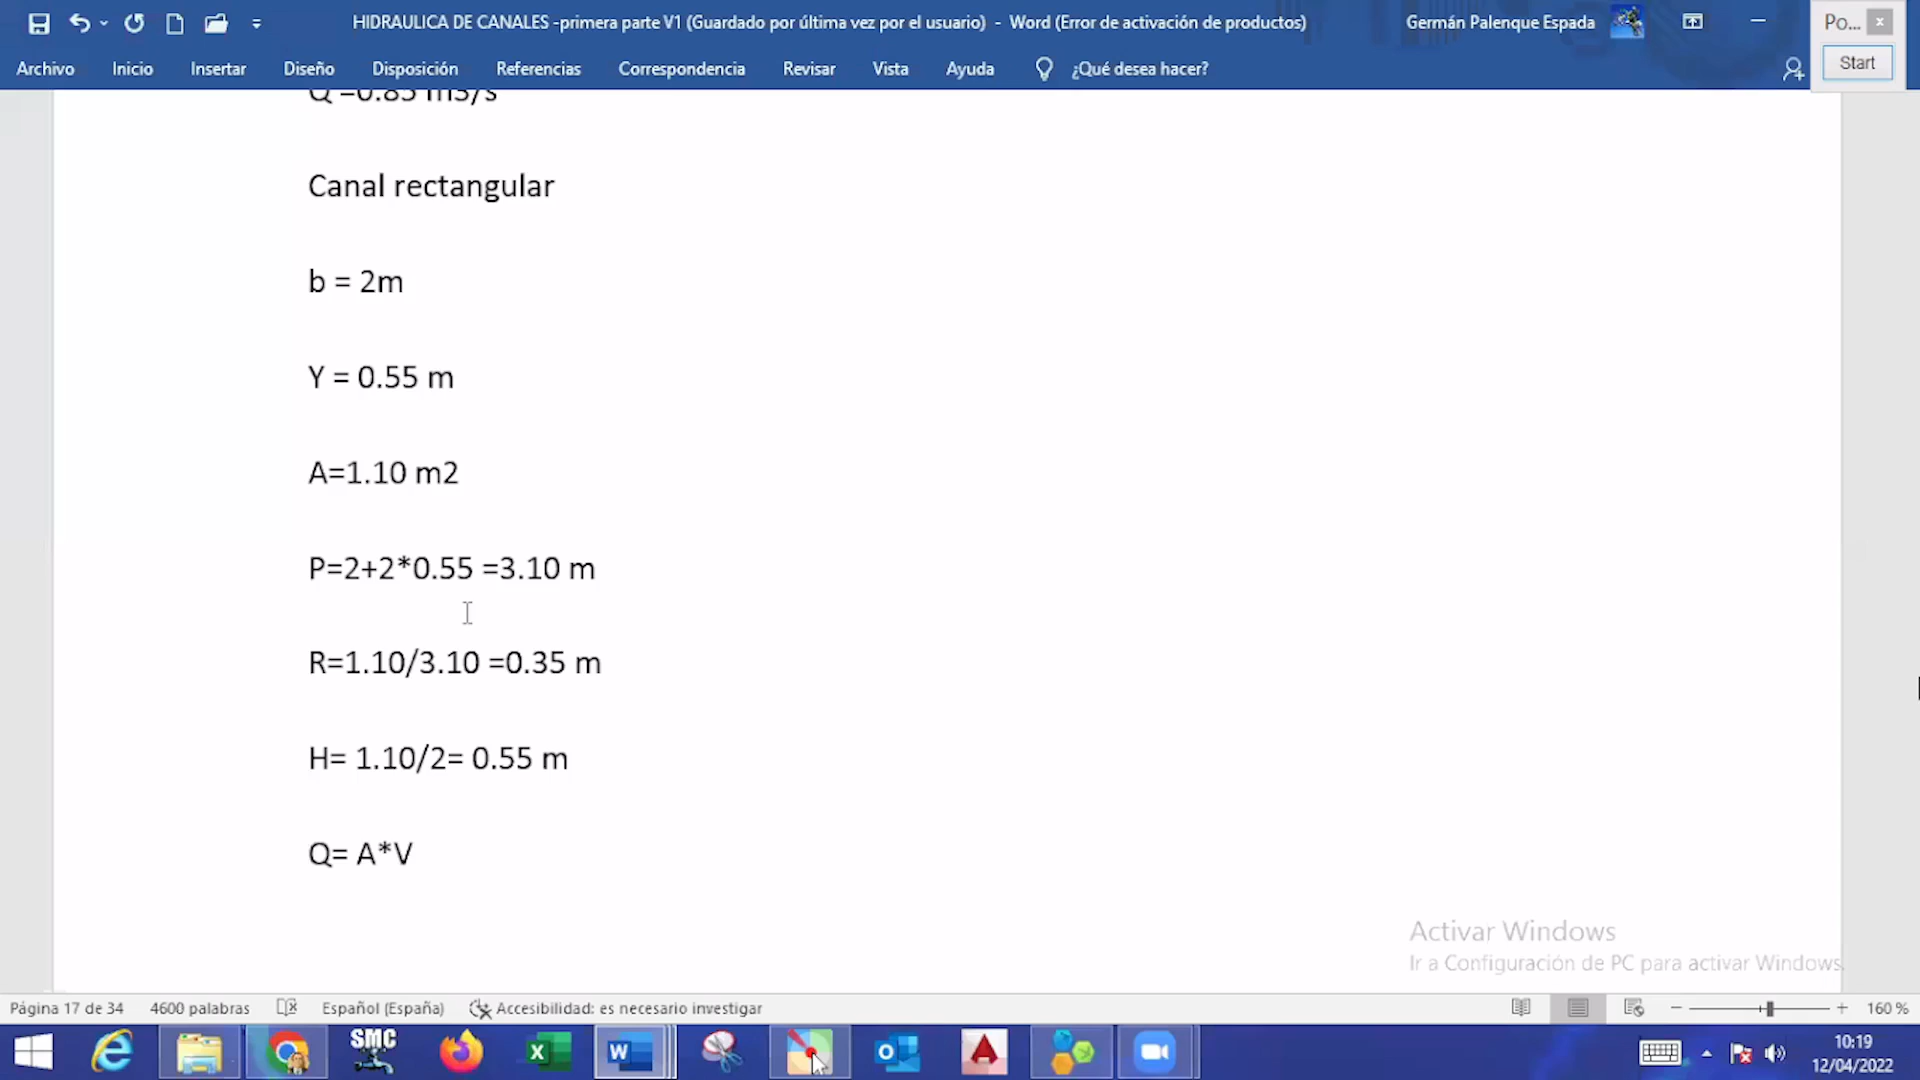 HIDRAULICA DE CANALES -primera parte V1 (Guardado por última vez por el usuario) - Word (Error de activación de productos)
Germán Palenque Espada
Po...
Archivo Inicio Insertar Diseño Disposición Referencias Correspondencia Revisar Vista Ayuda ¿Qué desea hacer?
Start
Q =0.85 m3/s
Canal rectangular
b = 2m
Y = 0.55 m
A=1.10 m2
P=2+2*0.55 =3.10 m
R=1.10/3.10 =0.35 m
H= 1.10/2= 0.55 m
Q= A*V
Activar Windows
Ir a Configuración de PC para activar Windows.
Página 17 de 34 4600 palabras Español (España) Accesibilidad: es necesario investigar 160 %
SMC
10:19
12/04/2022